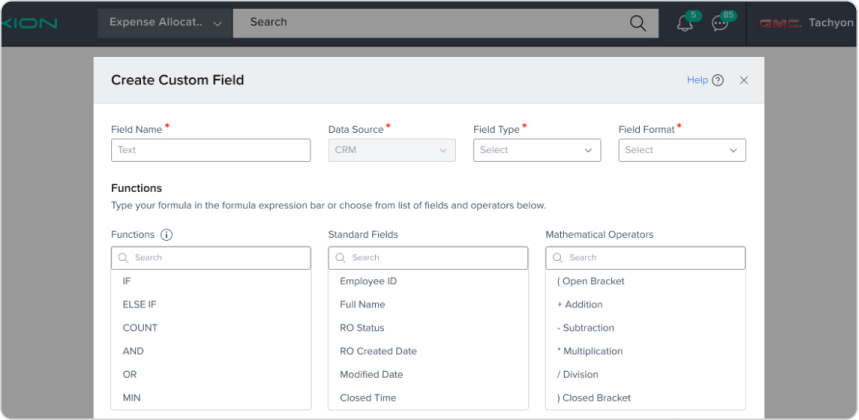 XION Expense Allocat.. Search 5 85 GMC Tachyon
Create Custom Field Help ?
Field Name * Data Source * Field Type * Field Format *
Text CRM Select Select
Functions
Type your formula in the formula expression bar or choose from list of fields and operators below.
Functions i Standard Fields Mathematical Operators
Search Search Search
IF Employee ID ( Open Bracket
ELSE IF Full Name + Addition
COUNT RO Status - Subtraction
AND RO Created Date * Multiplication
OR Modified Date / Division
MIN Closed Time ) Closed Bracket